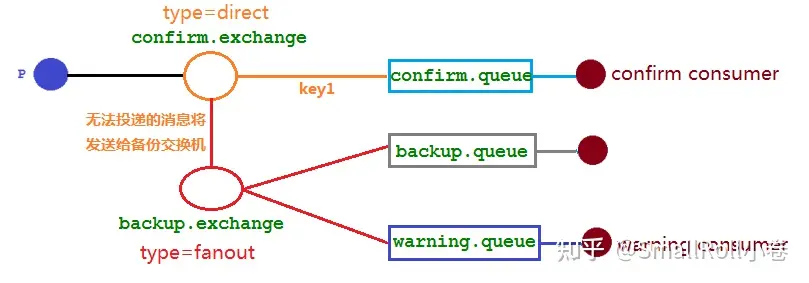 type=direct
confirm.exchange
P
key1
confirm.queue
confirm consumer
无法投递的消息将
发送给备份交换机
backup.queue
backup.exchange
type=fanout
warning.queue
warning consumer
知乎 @SmallRoll小卷